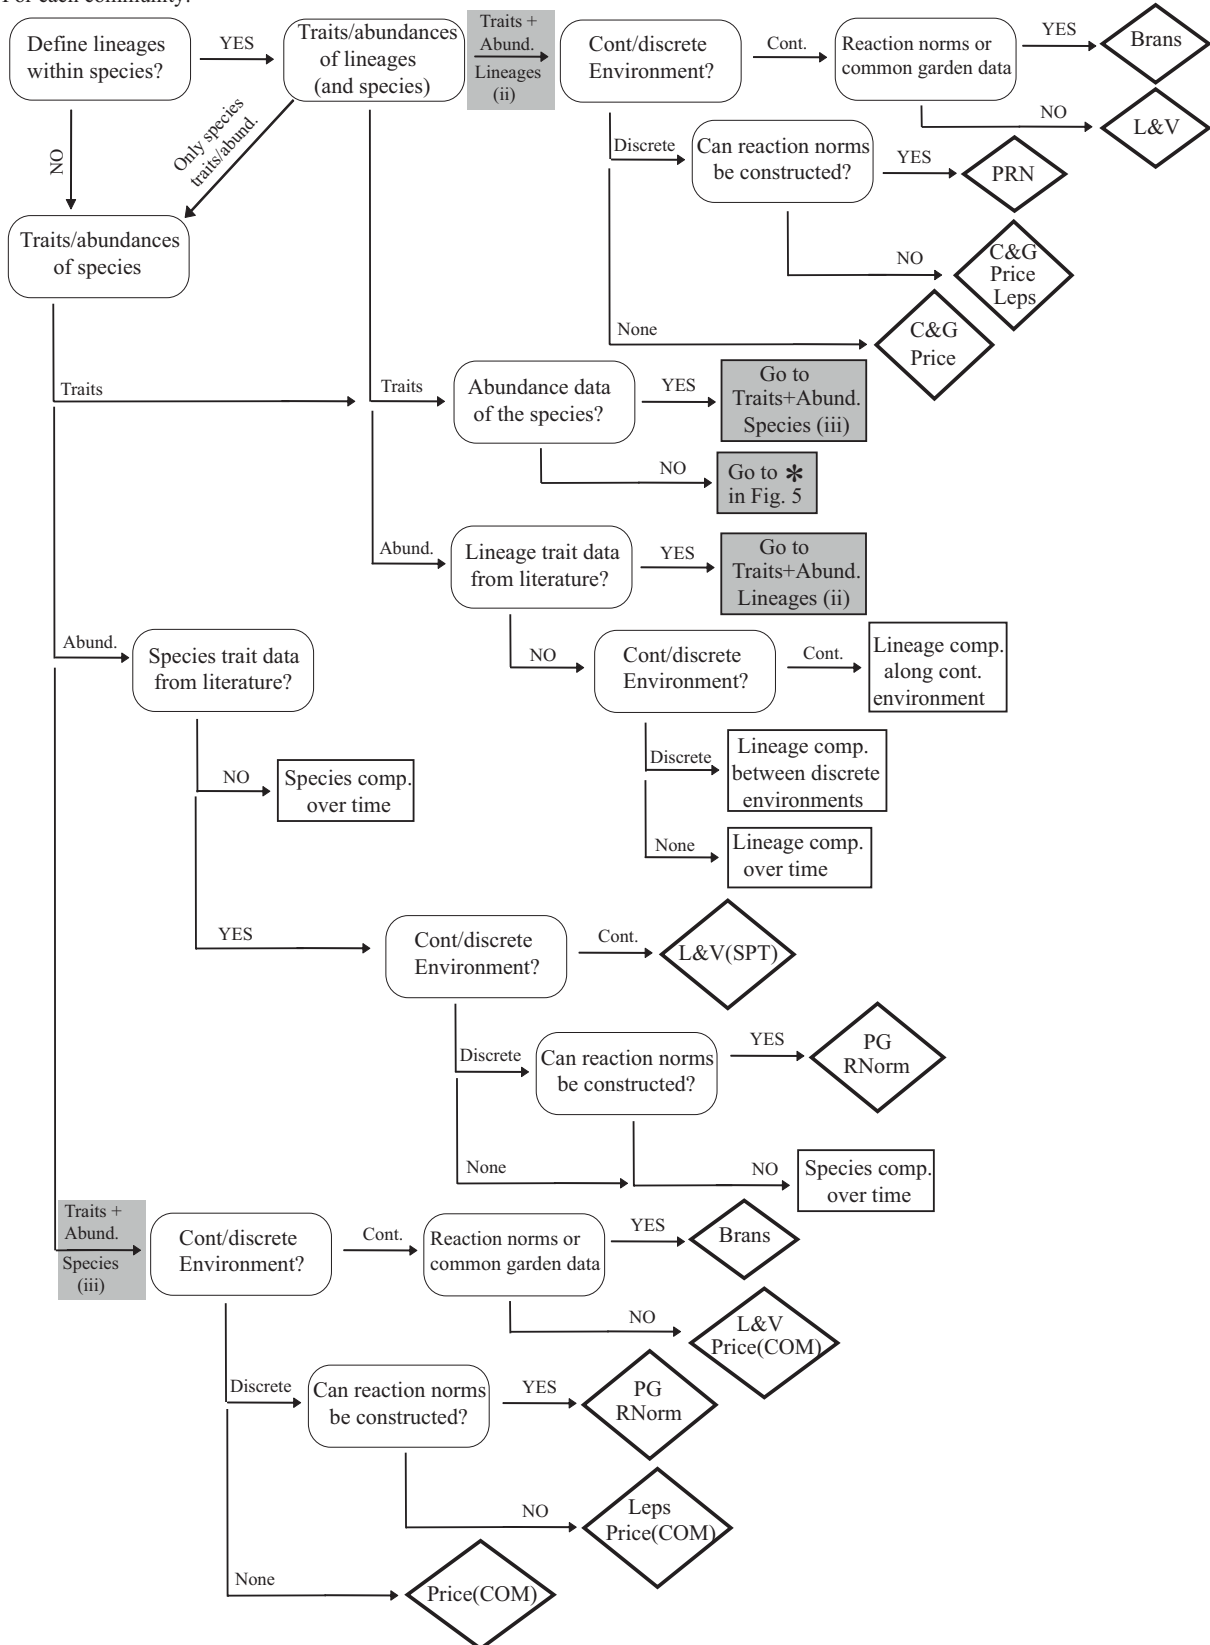 For each community:
Define lineages
within species?
YES
Traits/abundances
of lineages
(and species)
Traits +
Abund.
Lineages
(ii)
Cont/discrete
Environment?
Cont.
Reaction norms or
common garden data
YES
Brans
NO
L&V
Discrete
Can reaction norms
be constructed?
YES
PRN
NO
C&G
Price
Leps
None
C&G
Price
NO
Only species
traits/abund.
Traits/abundances
of species
Traits
Traits
Abundance data
of the species?
YES
Go to
Traits+Abund.
Species (iii)
NO
Go to *
in Fig. 5
Abund.
Lineage trait data
from literature?
YES
Go to
Traits+Abund.
Lineages (ii)
NO
Cont/discrete
Environment?
Cont.
Lineage comp.
along cont.
environment
Discrete
Lineage comp.
between discrete
environments
None
Lineage comp.
over time
Abund.
Species trait data
from literature?
NO
Species comp.
over time
YES
Cont/discrete
Environment?
Cont.
L&V(SPT)
Discrete
Can reaction norms
be constructed?
YES
PG
RNorm
None
NO
Species comp.
over time
Traits +
Abund.
Species
(iii)
Cont/discrete
Environment?
Cont.
Reaction norms or
common garden data
YES
Brans
NO
L&V
Price(COM)
Discrete
Can reaction norms
be constructed?
YES
PG
RNorm
NO
Leps
Price(COM)
None
Price(COM)